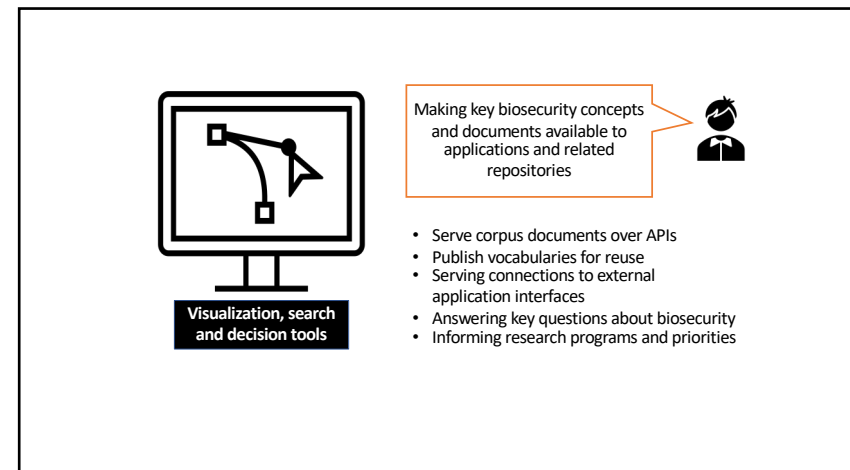 Making key biosecurity concepts
and documents available to
applications and related
repositories
• Serve corpus documents over APIs
• Publish vocabularies for reuse
• Serving connections to external
application interfaces
• Answering key questions about biosecurity
• Informing research programs and priorities
Visualization, search
and decision tools